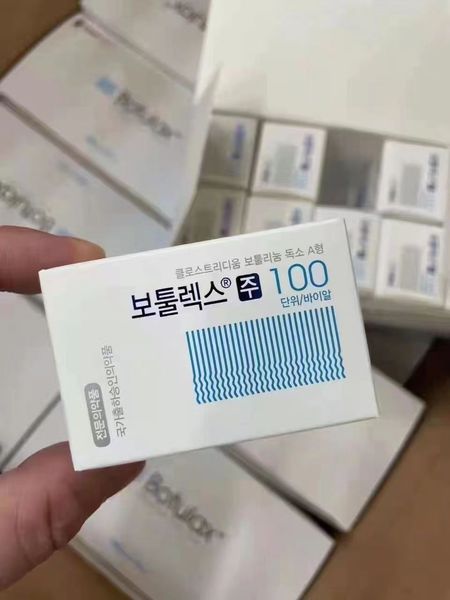 클로스트리디움 보툴리눔 독소 A형
보툴렉스® 주 100
단위/바이알
전문의약품
국가출하승인의약품
Botulax
Botulax
Botulax